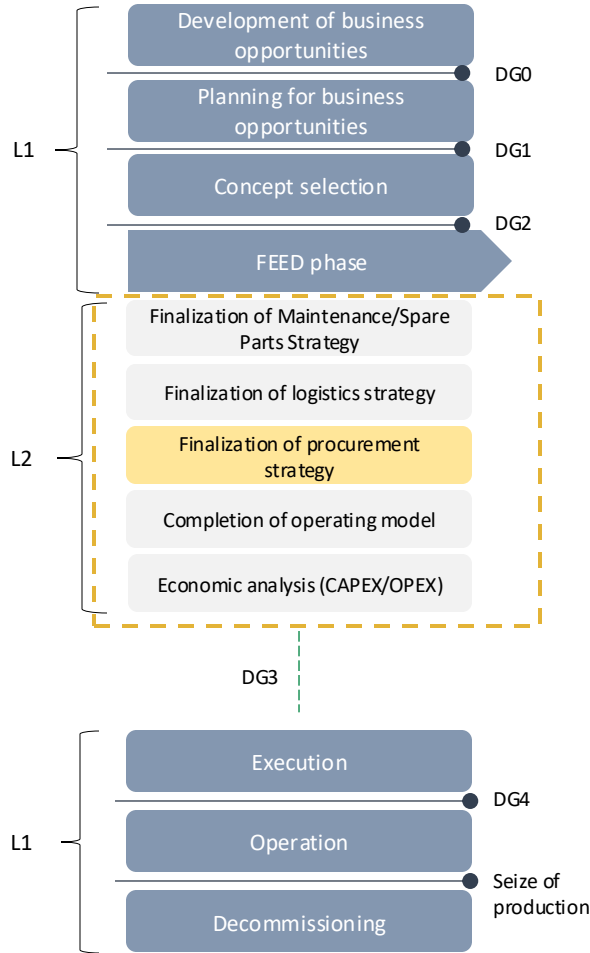 Development of business
opportunities
DG0
Planning for business
opportunities
L1
DG1
Concept selection
DG2
FEED phase
Finalization of Maintenance/Spare
Parts Strategy
Finalization of logistics strategy
L2
Finalization of procurement
strategy
Completion of operating model
Economic analysis (CAPEX/OPEX)
DG3
Execution
DG4
L1
Operation
Seize of
production
Decommissioning